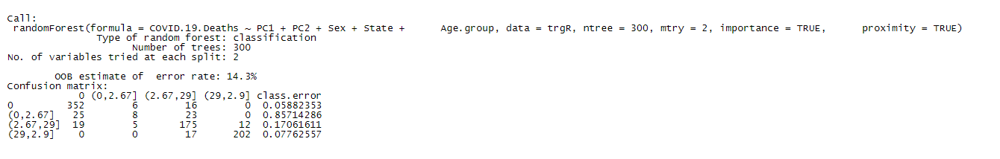 Call:
 randomForest(formula = COVID.19.Deaths ~ PC1 + PC2 + Sex + State +      Age.group, data = trgR, ntree = 300, mtry = 2, importance = TRUE,      proximity = TRUE)
               Type of random forest: classification
                     Number of trees: 300
No. of variables tried at each split: 2

        OOB estimate of  error rate: 14.3%
Confusion matrix:
            0 (0,2.67] (2.67,29] (29,2.9] class.error
0         352        6        16        0  0.05882353
(0,2.67]   25        8        23        0  0.85714286
(2.67,29]  19        5       175       12  0.17061611
(29,2.9]    0        0        17      202  0.07762557